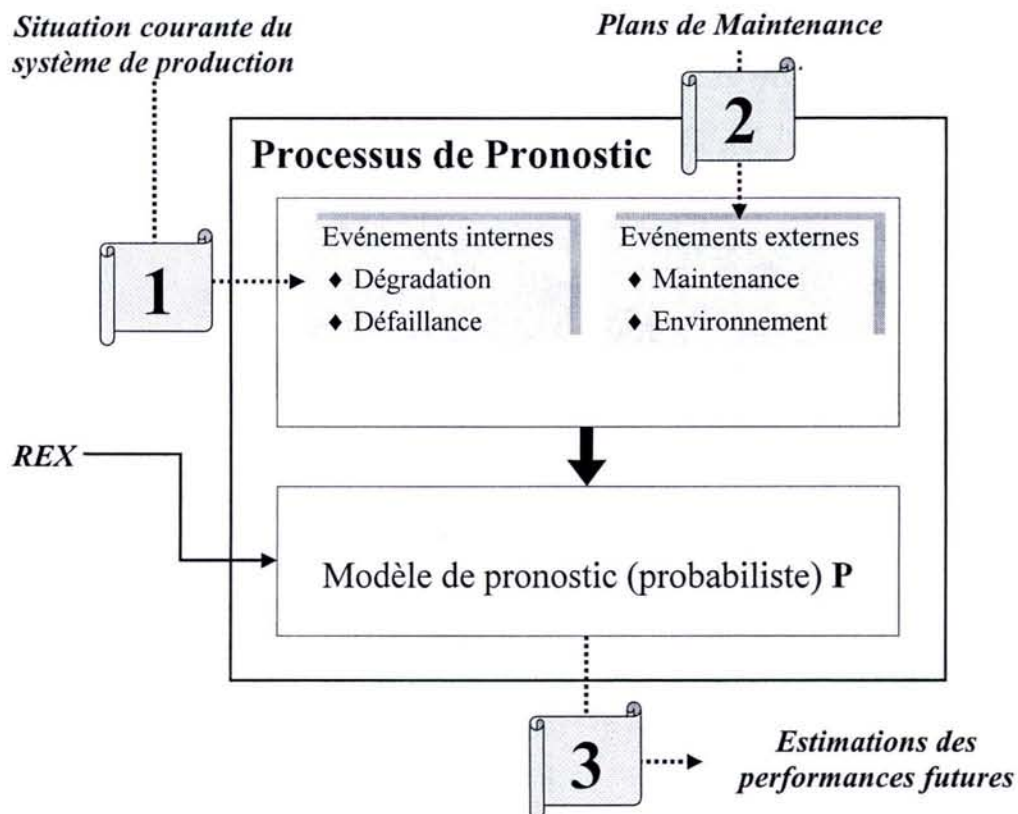 Situation courante du
système de production
Plans de Maintenance
2
Processus de Pronostic
1
Evénements internes
♦ Dégradation
♦ Défaillance
Evénements externes
♦ Maintenance
♦ Environnement
REX
Modèle de pronostic (probabiliste) P
3
Estimations des
performances futures